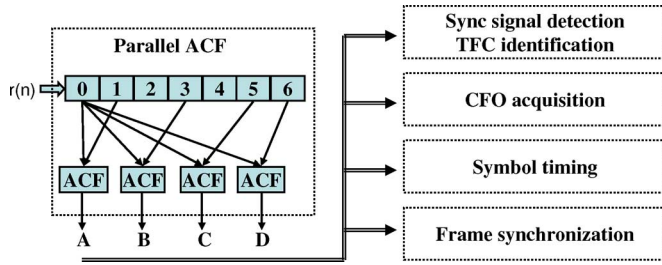 Parallel ACF
r(n)
0 1 2 3 4 5 6
ACF ACF ACF ACF
A B C D
Sync signal detection
TFC identification
CFO acquisition
Symbol timing
Frame synchronization